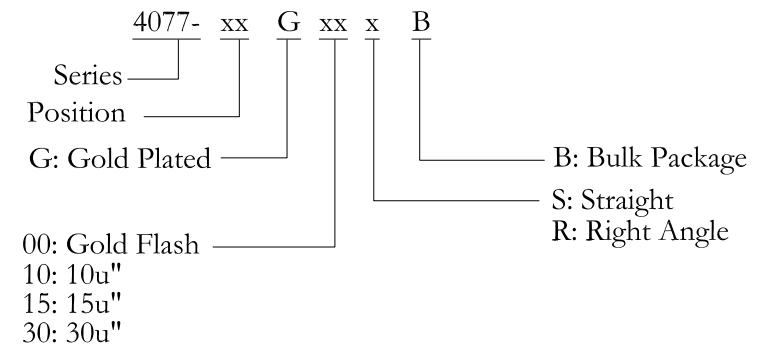 4077- xx G xx x B
Series
Position
G: Gold Plated
B: Bulk Package
S: Straight
R: Right Angle
00: Gold Flash
10: 10u"
15: 15u"
30: 30u"